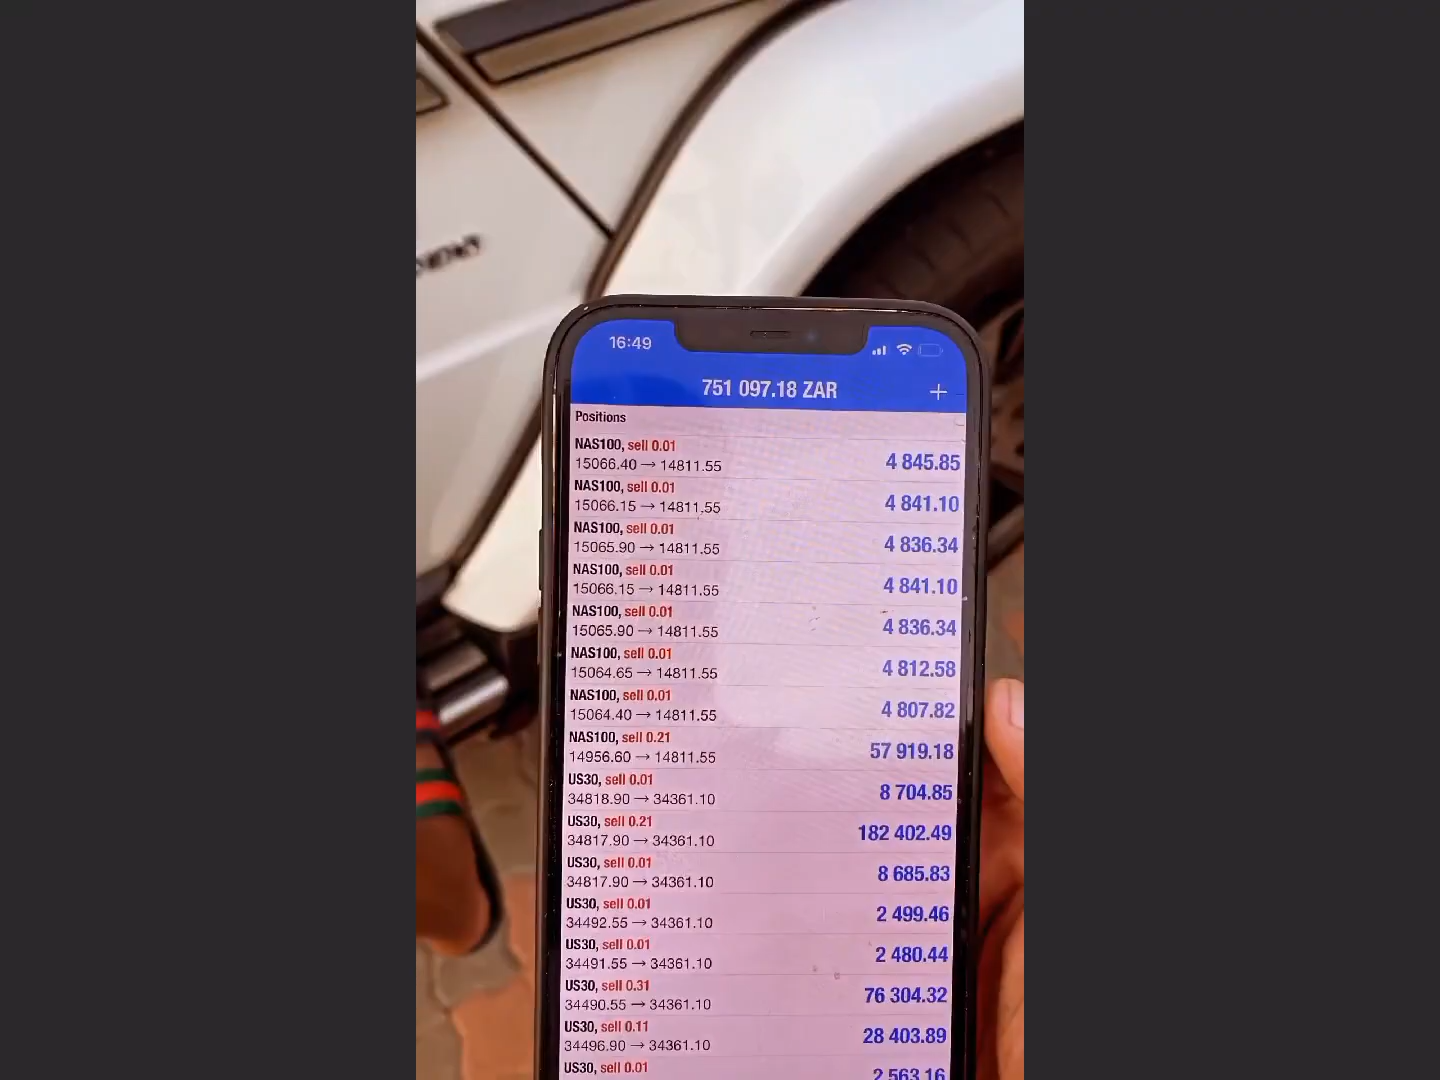 16:49
751 097.18 ZAR +
Positions
NAS100, sell 0.01
15066.40 → 14811.55 4 845.85
NAS100, sell 0.01
15066.15 → 14811.55 4 841.10
NAS100, sell 0.01
15065.90 → 14811.55 4 836.34
NAS100, sell 0.01
15066.15 → 14811.55 4 841.10
NAS100, sell 0.01
15065.90 → 14811.55 4 836.34
NAS100, sell 0.01
15064.65 → 14811.55 4 812.58
NAS100, sell 0.01
15064.40 → 14811.55 4 807.82
NAS100, sell 0.21
14956.60 → 14811.55 57 919.18
US30, sell 0.01
34818.90 → 34361.10 8 704.85
US30, sell 0.21
34817.90 → 34361.10 182 402.49
US30, sell 0.01
34817.90 → 34361.10 8 685.83
US30, sell 0.01
34492.55 → 34361.10 2 499.46
US30, sell 0.01
34491.55 → 34361.10 2 480.44
US30, sell 0.31
34490.55 → 34361.10 76 304.32
US30, sell 0.11
34496.90 → 34361.10 28 403.89
US30, sell 0.01
2 563.16